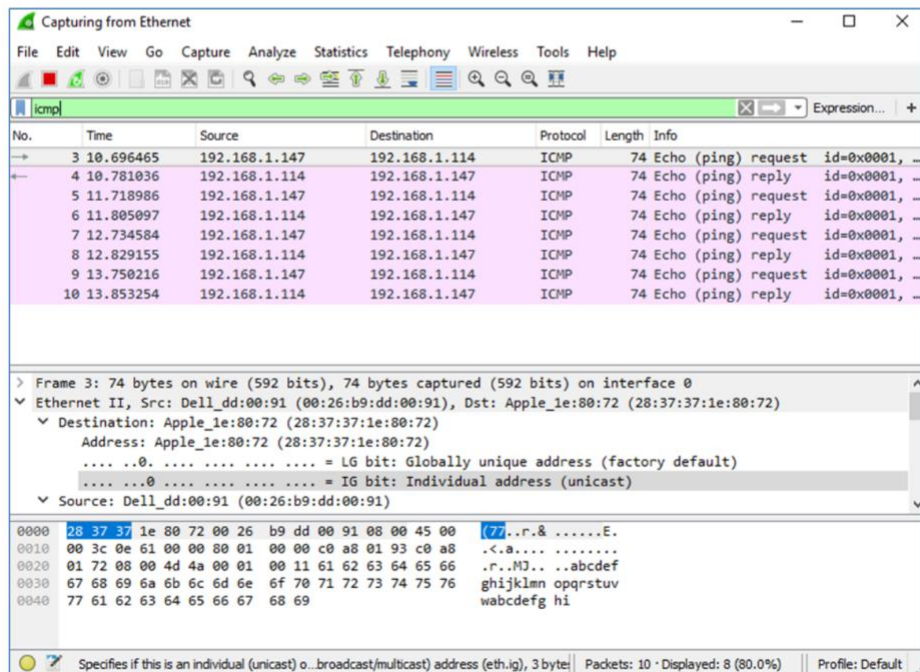 Capturing from Ethernet
File Edit View Go Capture Analyze Statistics Telephony Wireless Tools Help
icmp Expression... +
No. Time Source Destination Protocol Length Info
3 10.696465 192.168.1.147 192.168.1.114 ICMP 74 Echo (ping) request id=0x0001, …
4 10.781036 192.168.1.114 192.168.1.147 ICMP 74 Echo (ping) reply id=0x0001, …
5 11.718986 192.168.1.147 192.168.1.114 ICMP 74 Echo (ping) request id=0x0001, …
6 11.805097 192.168.1.114 192.168.1.147 ICMP 74 Echo (ping) reply id=0x0001, …
7 12.734584 192.168.1.147 192.168.1.114 ICMP 74 Echo (ping) request id=0x0001, …
8 12.829155 192.168.1.114 192.168.1.147 ICMP 74 Echo (ping) reply id=0x0001, …
9 13.750216 192.168.1.147 192.168.1.114 ICMP 74 Echo (ping) request id=0x0001, …
10 13.853254 192.168.1.114 192.168.1.147 ICMP 74 Echo (ping) reply id=0x0001, …
> Frame 3: 74 bytes on wire (592 bits), 74 bytes captured (592 bits) on interface 0
Ethernet II, Src: Dell_dd:00:91 (00:26:b9:dd:00:91), Dst: Apple_1e:80:72 (28:37:37:1e:80:72)
Destination: Apple_1e:80:72 (28:37:37:1e:80:72)
Address: Apple_1e:80:72 (28:37:37:1e:80:72)
.... ..0. .... .... .... .... = LG bit: Globally unique address (factory default)
.... ...0 .... .... .... .... = IG bit: Individual address (unicast)
Source: Dell_dd:00:91 (00:26:b9:dd:00:91)
0000 28 37 37 1e 80 72 00 26 b9 dd 00 91 08 00 45 00 (77..r.& ......E.
0010 00 3c 0e 61 00 00 80 01 00 00 c0 a8 01 93 c0 a8 .<.a.... ........
0020 01 72 08 00 4d 4a 00 01 00 11 61 62 63 64 65 66 .r..MJ.. ..abcdef
0030 67 68 69 6a 6b 6c 6d 6e 6f 70 71 72 73 74 75 76 ghijklmn opqrstuv
0040 77 61 62 63 64 65 66 67 68 69 wabcdefg hi
Specifies if this is an individual (unicast) o...broadcast/multicast) address (eth.ig), 3 bytes Packets: 10 · Displayed: 8 (80.0%) Profile: Default